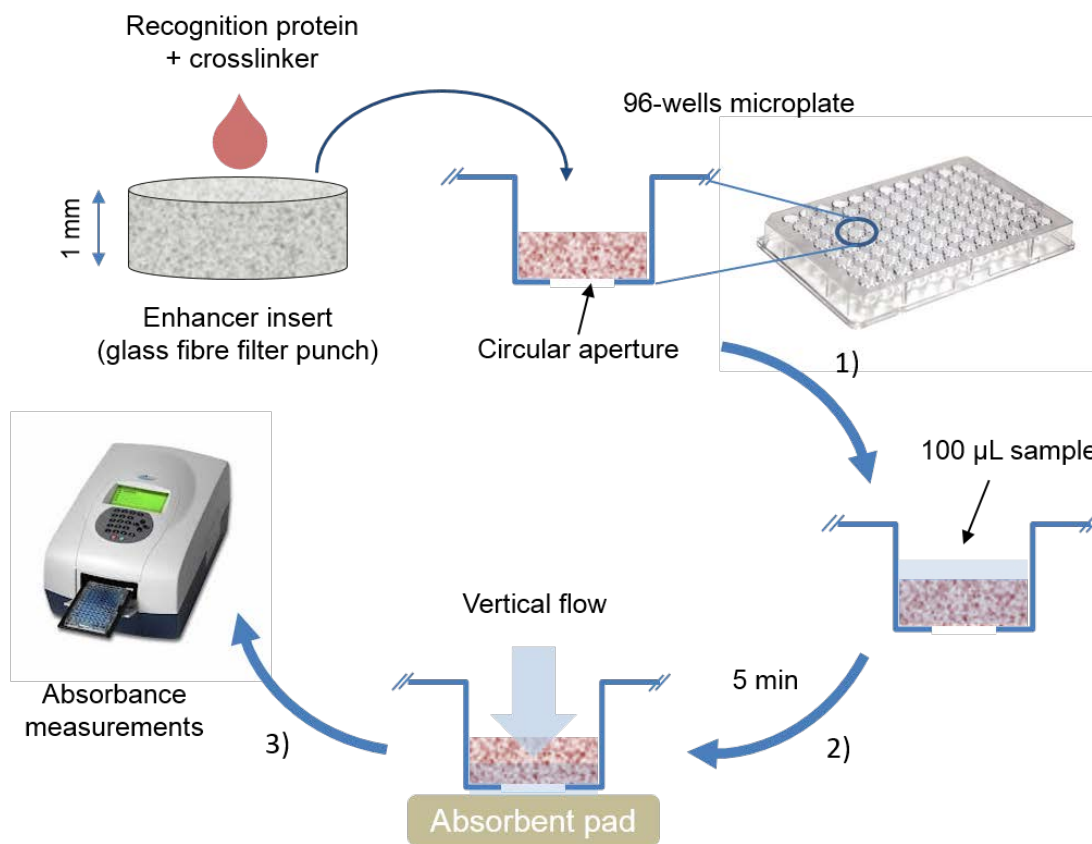 Recognition protein
+ crosslinker
1 mm
Enhancer insert
(glass fibre filter punch)
96-wells microplate
Circular aperture
1)
100 µL sample
5 min
2)
Vertical flow
Absorbent pad
3)
Absorbance
measurements